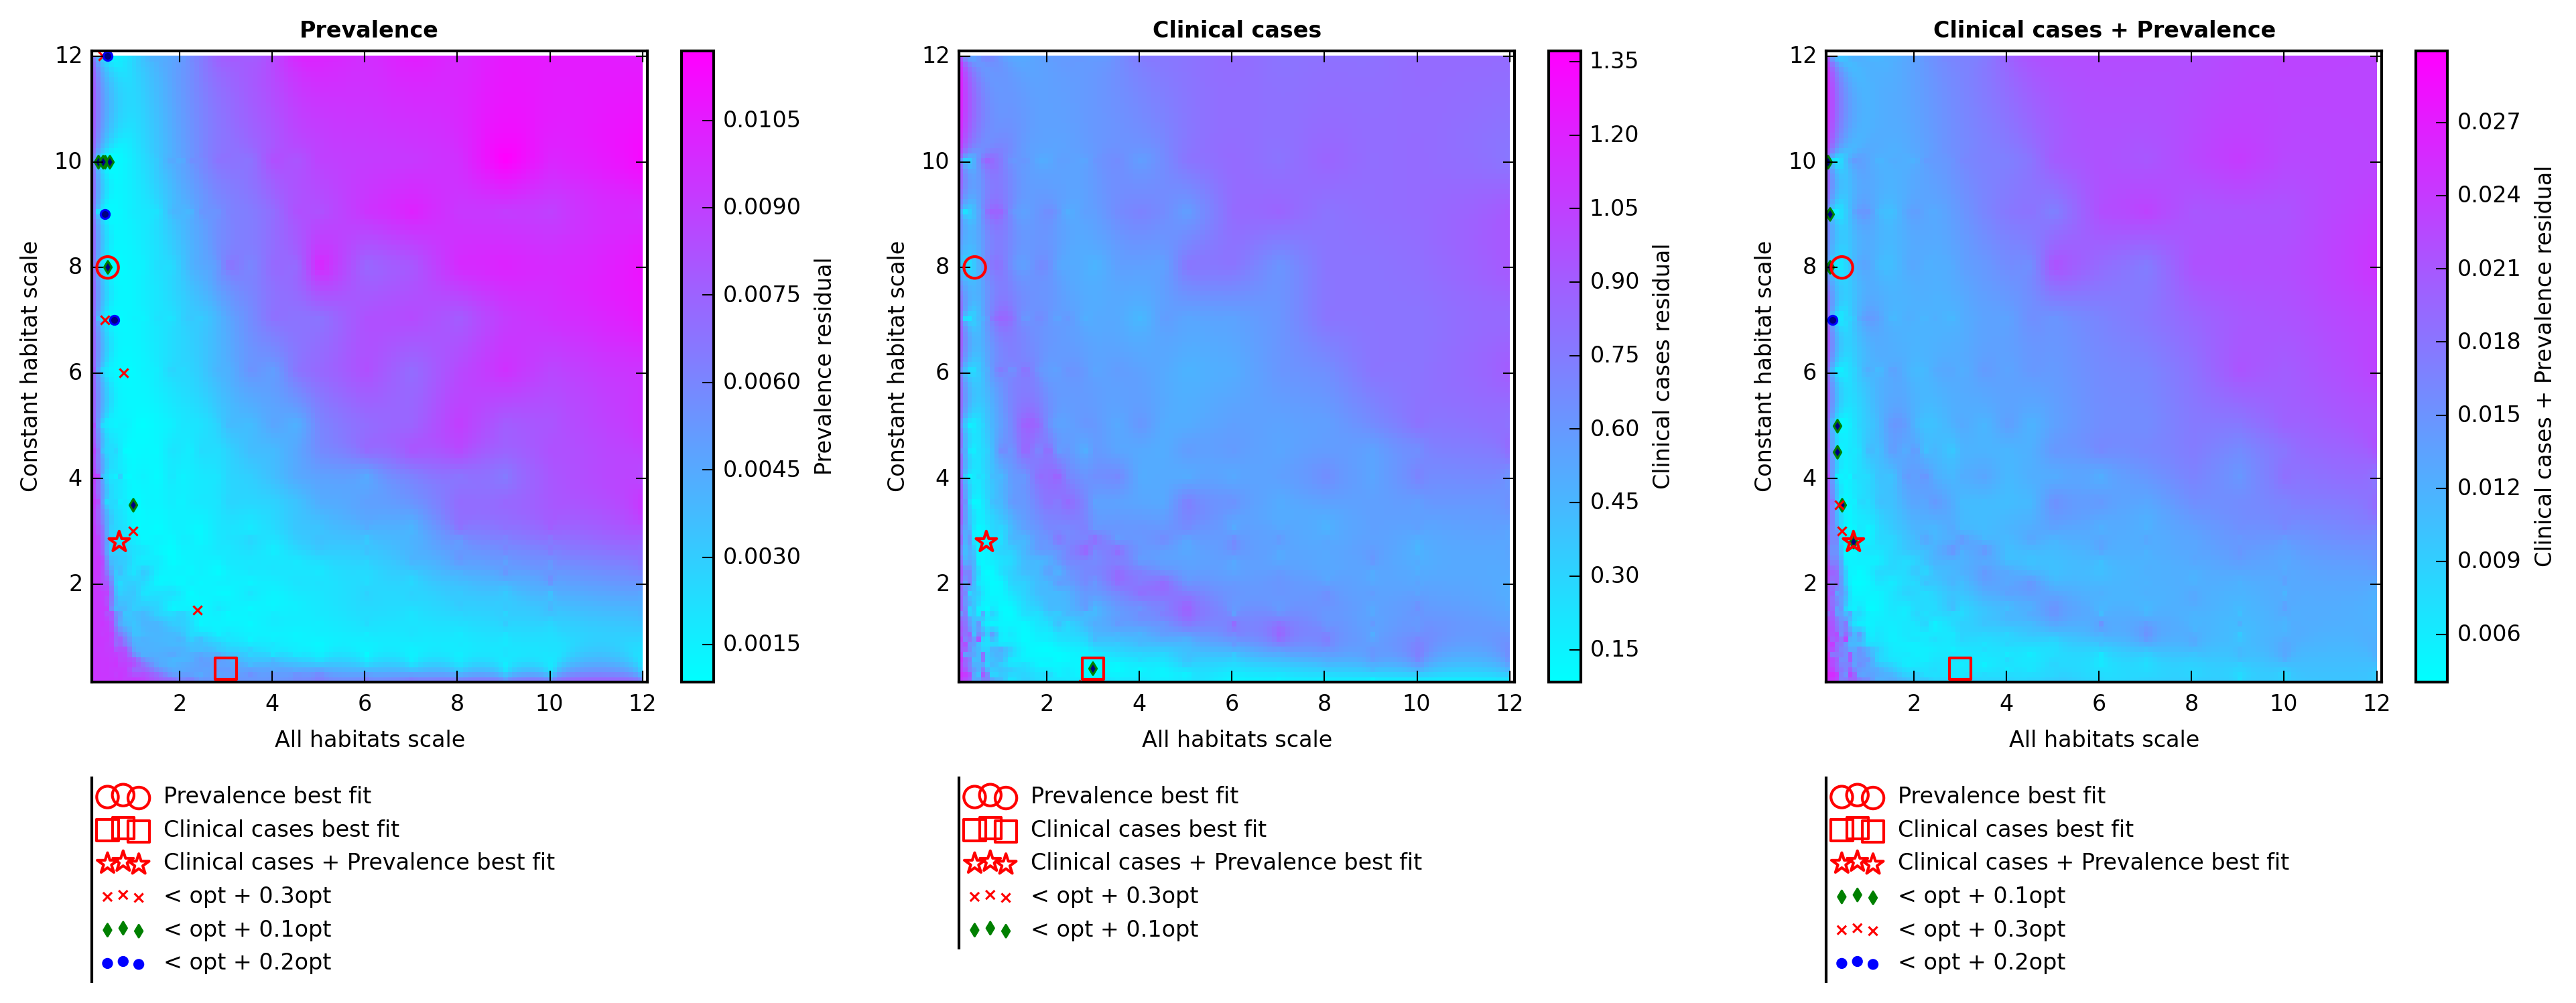 Prevalence
Constant habitat scale
12
10
8
6
4
2
2 4 6 8 10 12
All habitats scale
0.0105
0.0090
0.0075
0.0060
0.0045
0.0030
0.0015
Prevalence residual
Prevalence best fit
Clinical cases best fit
Clinical cases + Prevalence best fit
< opt + 0.3opt
< opt + 0.1opt
< opt + 0.2opt
Clinical cases
Constant habitat scale
12
10
8
6
4
2
2 4 6 8 10 12
All habitats scale
1.35
1.20
1.05
0.90
0.75
0.60
0.45
0.30
0.15
Clinical cases residual
Prevalence best fit
Clinical cases best fit
Clinical cases + Prevalence best fit
< opt + 0.3opt
< opt + 0.1opt
Clinical cases + Prevalence
Constant habitat scale
12
10
8
6
4
2
2 4 6 8 10 12
All habitats scale
0.027
0.024
0.021
0.018
0.015
0.012
0.009
0.006
Clinical cases + Prevalence residual
Prevalence best fit
Clinical cases best fit
Clinical cases + Prevalence best fit
< opt + 0.1opt
< opt + 0.3opt
< opt + 0.2opt